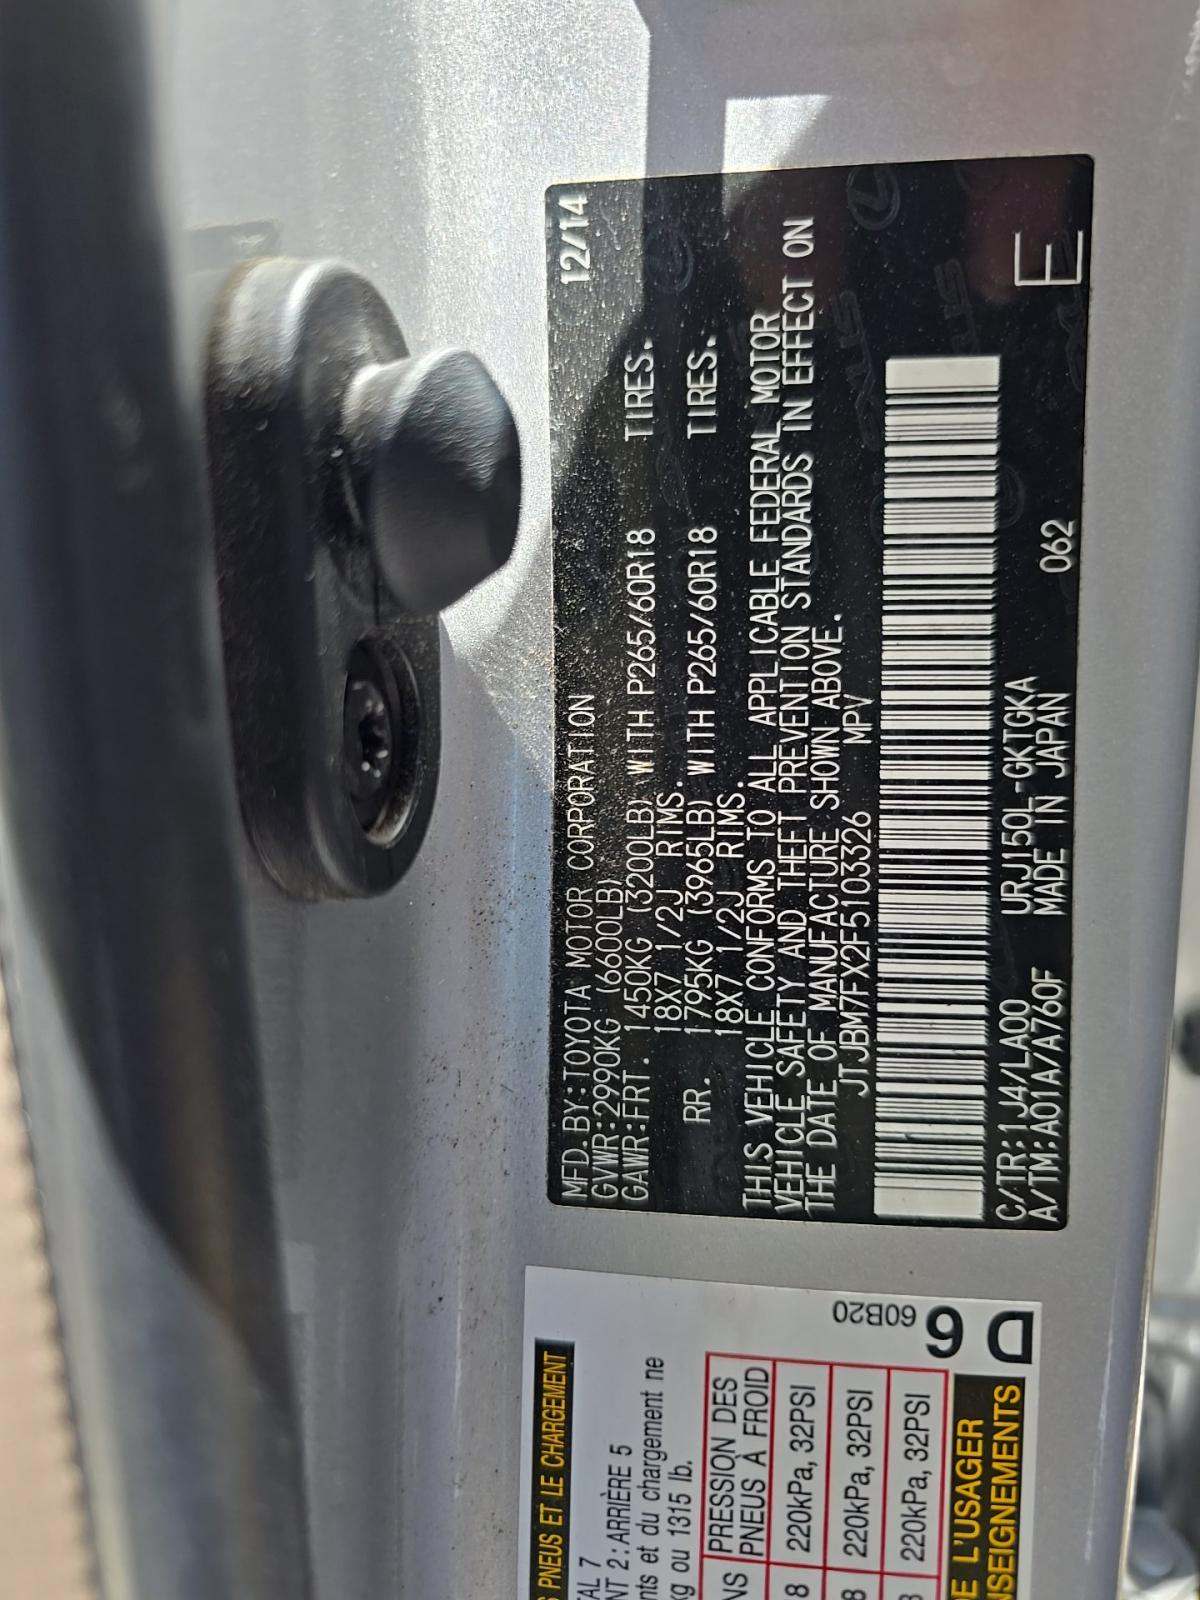 MFD.BY:TOYOTA MOTOR CORPORATION 12/14
GVWR:2990KG (6600LB)
GAWR:FRT. 1450KG (3200LB) WITH P265/60R18 TIRES.
18X7 1/2J RIMS.
RR. 1795KG (3965LB) WITH P265/60R18 TIRES.
18X7 1/2J RIMS.
THIS VEHICLE CONFORMS TO ALL APPLICABLE FEDERAL MOTOR
VEHICLE SAFETY AND THEFT PREVENTION STANDARDS IN EFFECT ON
THE DATE OF MANUFACTURE SHOWN ABOVE.
JTJBM7FX2F5103326 MPV
C/TR:1J4/LA00 URJ150L-GKTGKA
A/TM:A01A/A760F MADE IN JAPAN 062
E
PNEUS ET LE CHARGEMENT
7
2:ARRIÈRE 5
et du chargement ne
kg ou 1315 lb.
PRESSION DES
PNEUS À FROID
220kPa, 32PSI
220kPa, 32PSI
220kPa, 32PSI
DE L'USAGER
60B20
D6